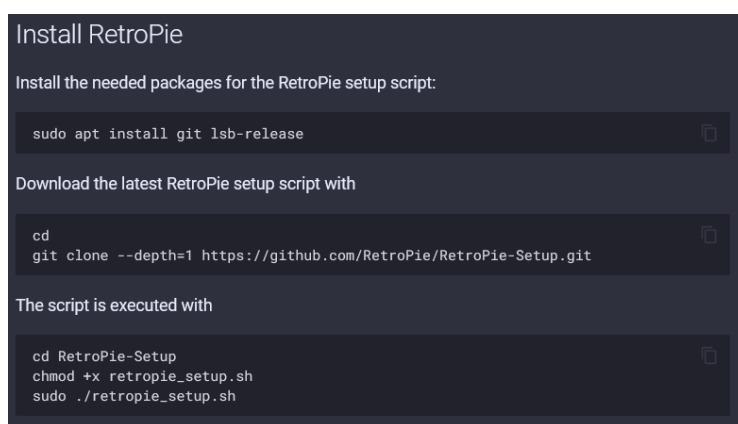 Install RetroPie
Install the needed packages for the RetroPie setup script:
sudo apt install git lsb-release
Download the latest RetroPie setup script with
cd
git clone --depth=1 https://github.com/RetroPie/RetroPie-Setup.git
The script is executed with
cd RetroPie-Setup
chmod +x retropie_setup.sh
sudo ./retropie_setup.sh